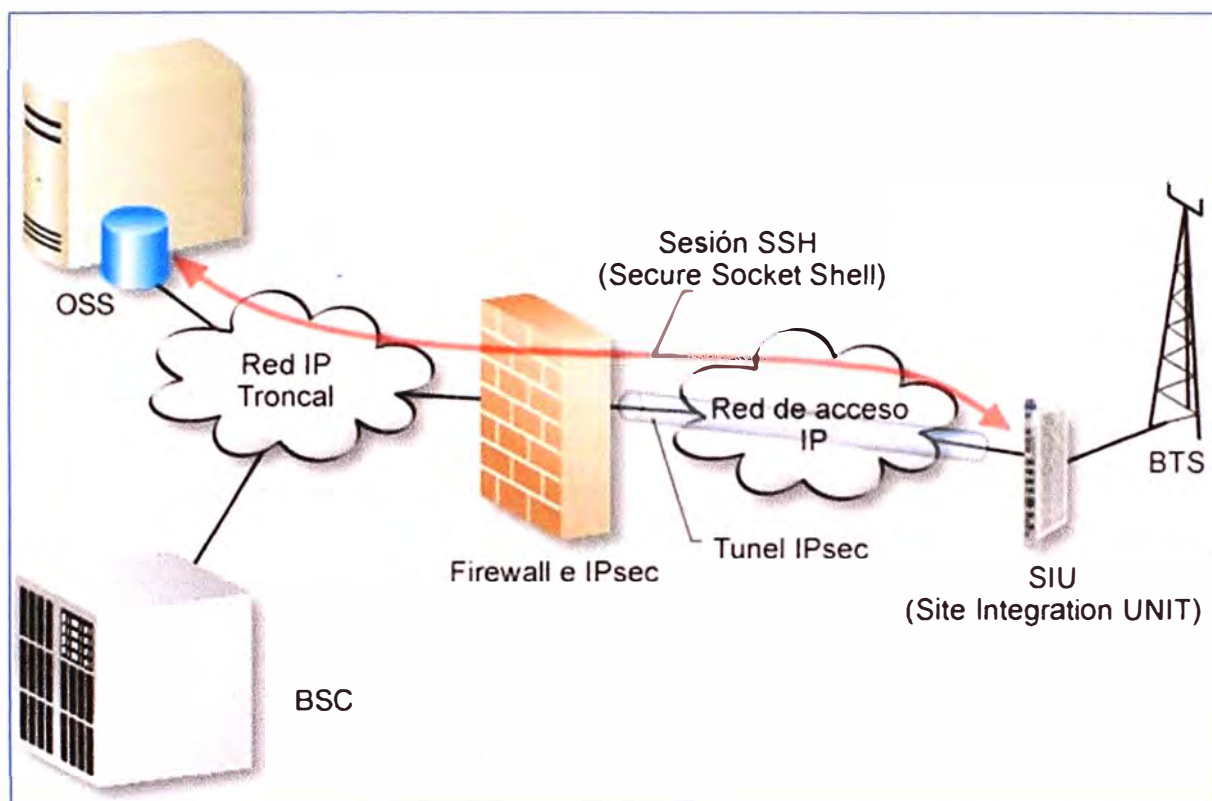 Sesión SSH
(Secure Socket Shell)
OSS
Red IP
Troncal
Red de acceso
IP
BTS
Tunel IPsec
Firewall e IPsec
SIU
(Site Integration UNIT)
BSC